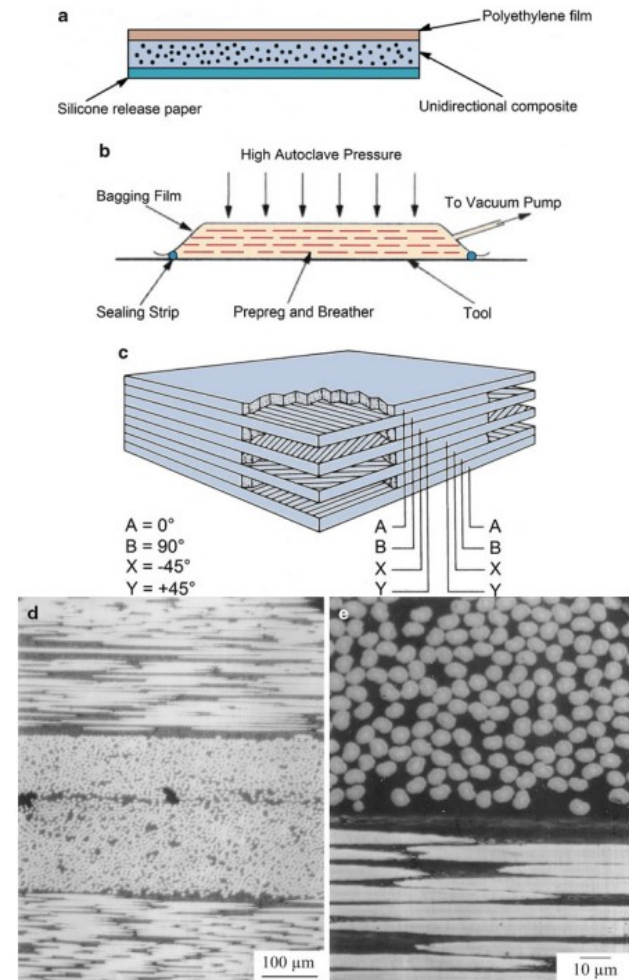 a
Polyethylene film
Silicone release paper
Unidirectional composite
b
High Autoclave Pressure
Bagging Film
To Vacuum Pump
Sealing Strip
Prepreg and Breather
Tool
c
A = 0°
B = 90°
X = -45°
Y = +45°
A
B
X
Y
A
B
X
Y
d
100 µm
e
10 µm